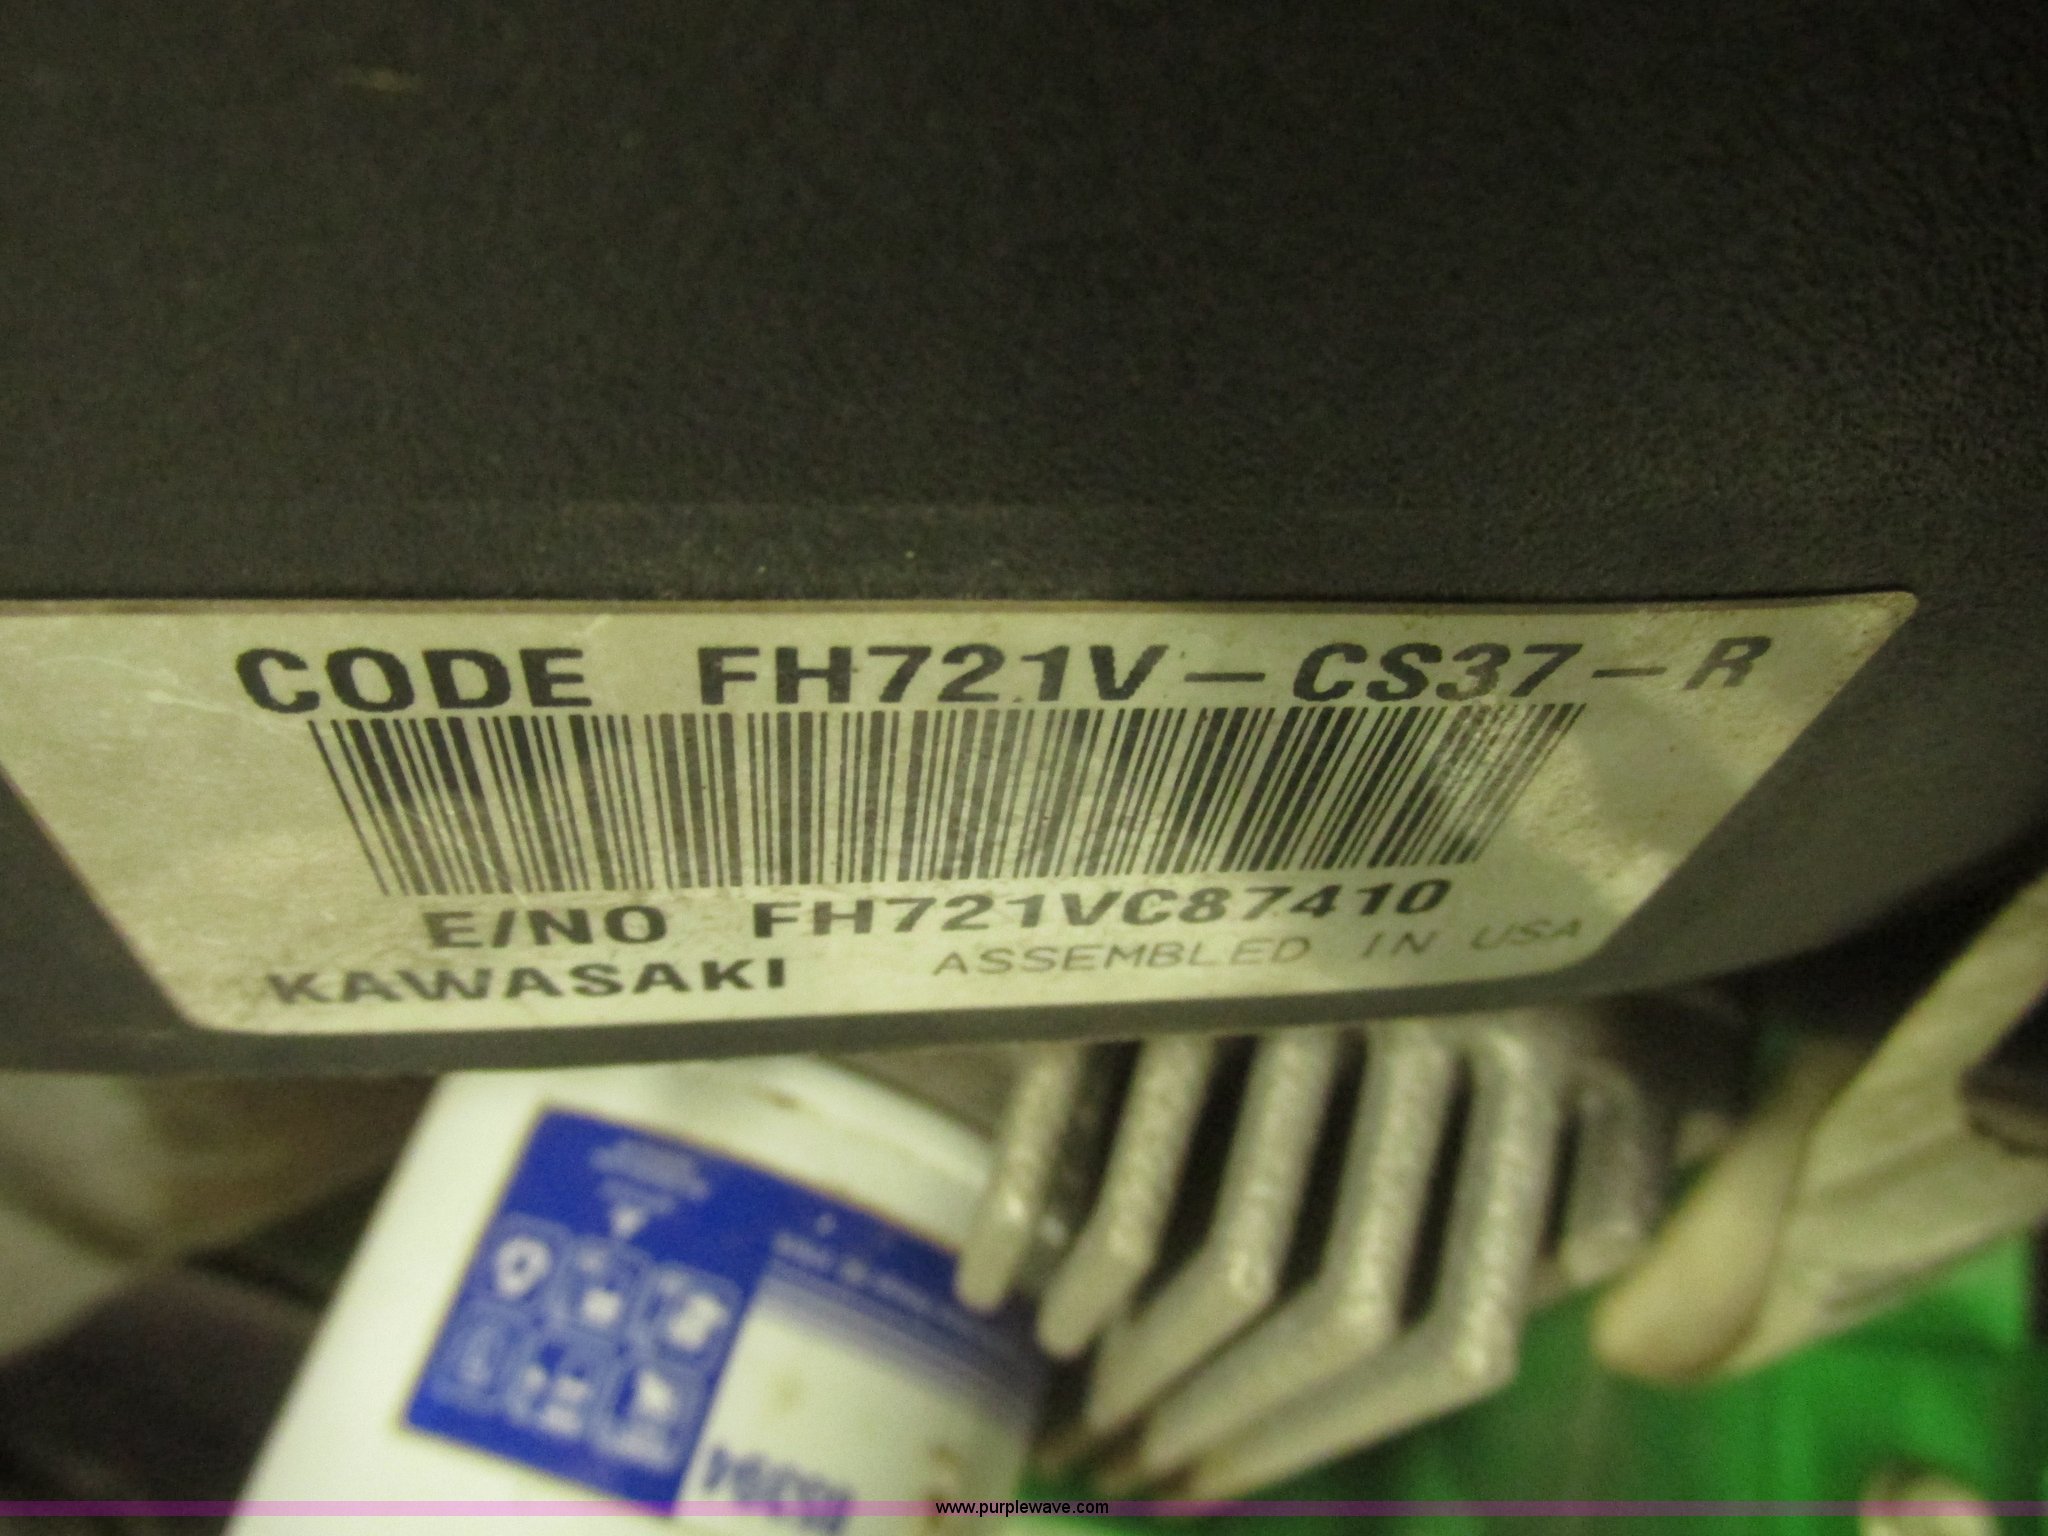 CODE FH721V-CS37-R
E/NO FH721VC87410
KAWASAKI ASSEMBLED IN USA
www.purplewave.com